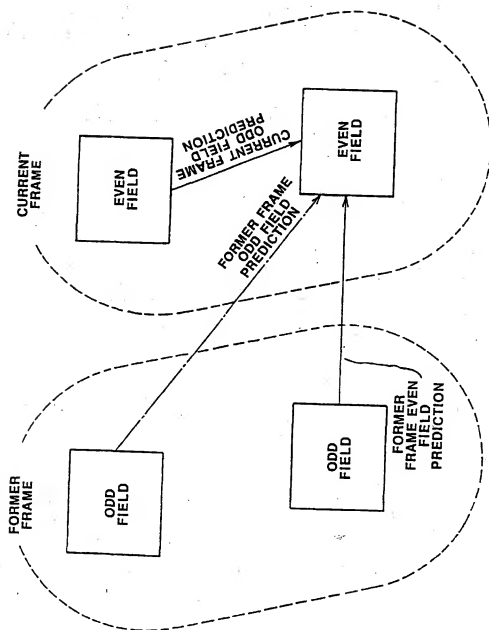 FORMER
FRAME
ODD
FIELD
ODD
FIELD
FORMER
FRAME EVEN
FIELD
PREDICTION
FORMER FRAME
ODD FIELD
PREDICTION
CURRENT
FRAME
EVEN
FIELD
CURRENT FRAME
ODD FIELD
PREDICTION
EVEN
FIELD